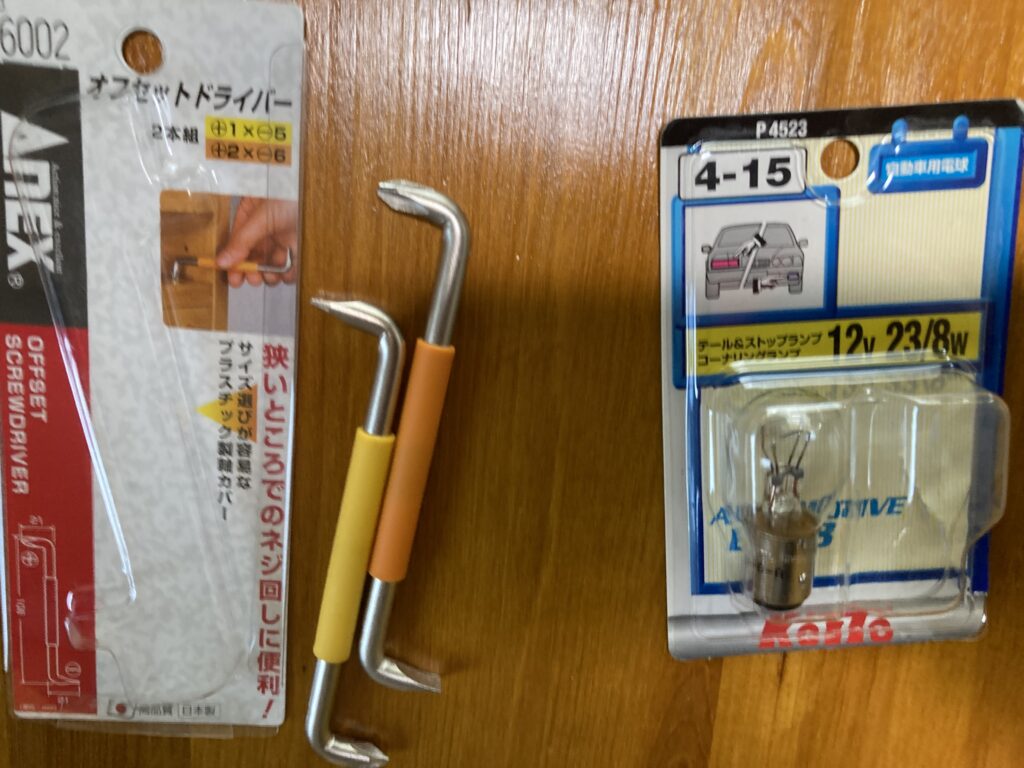 6002
オフセットドライバー
2本組 ⊕1×⊖5
⊕2×⊖6
ANEX
®
OFFSET
SCREWDRIVER
狭いところでのネジ回しに便利!
サイズ選びが容易な
プラスチック製軸カバー
高品質 日本製
P4523
4-15
自動車用電球
テール&ストップランプ
コーナリングランプ
12V 23/8W
Koito